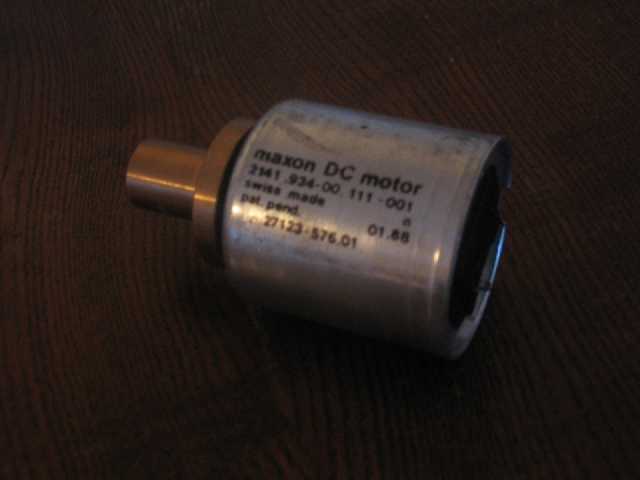 maxon DC motor
2141.934-00.111-001
swiss made n
pat. pend. 01.88
27123-576.01